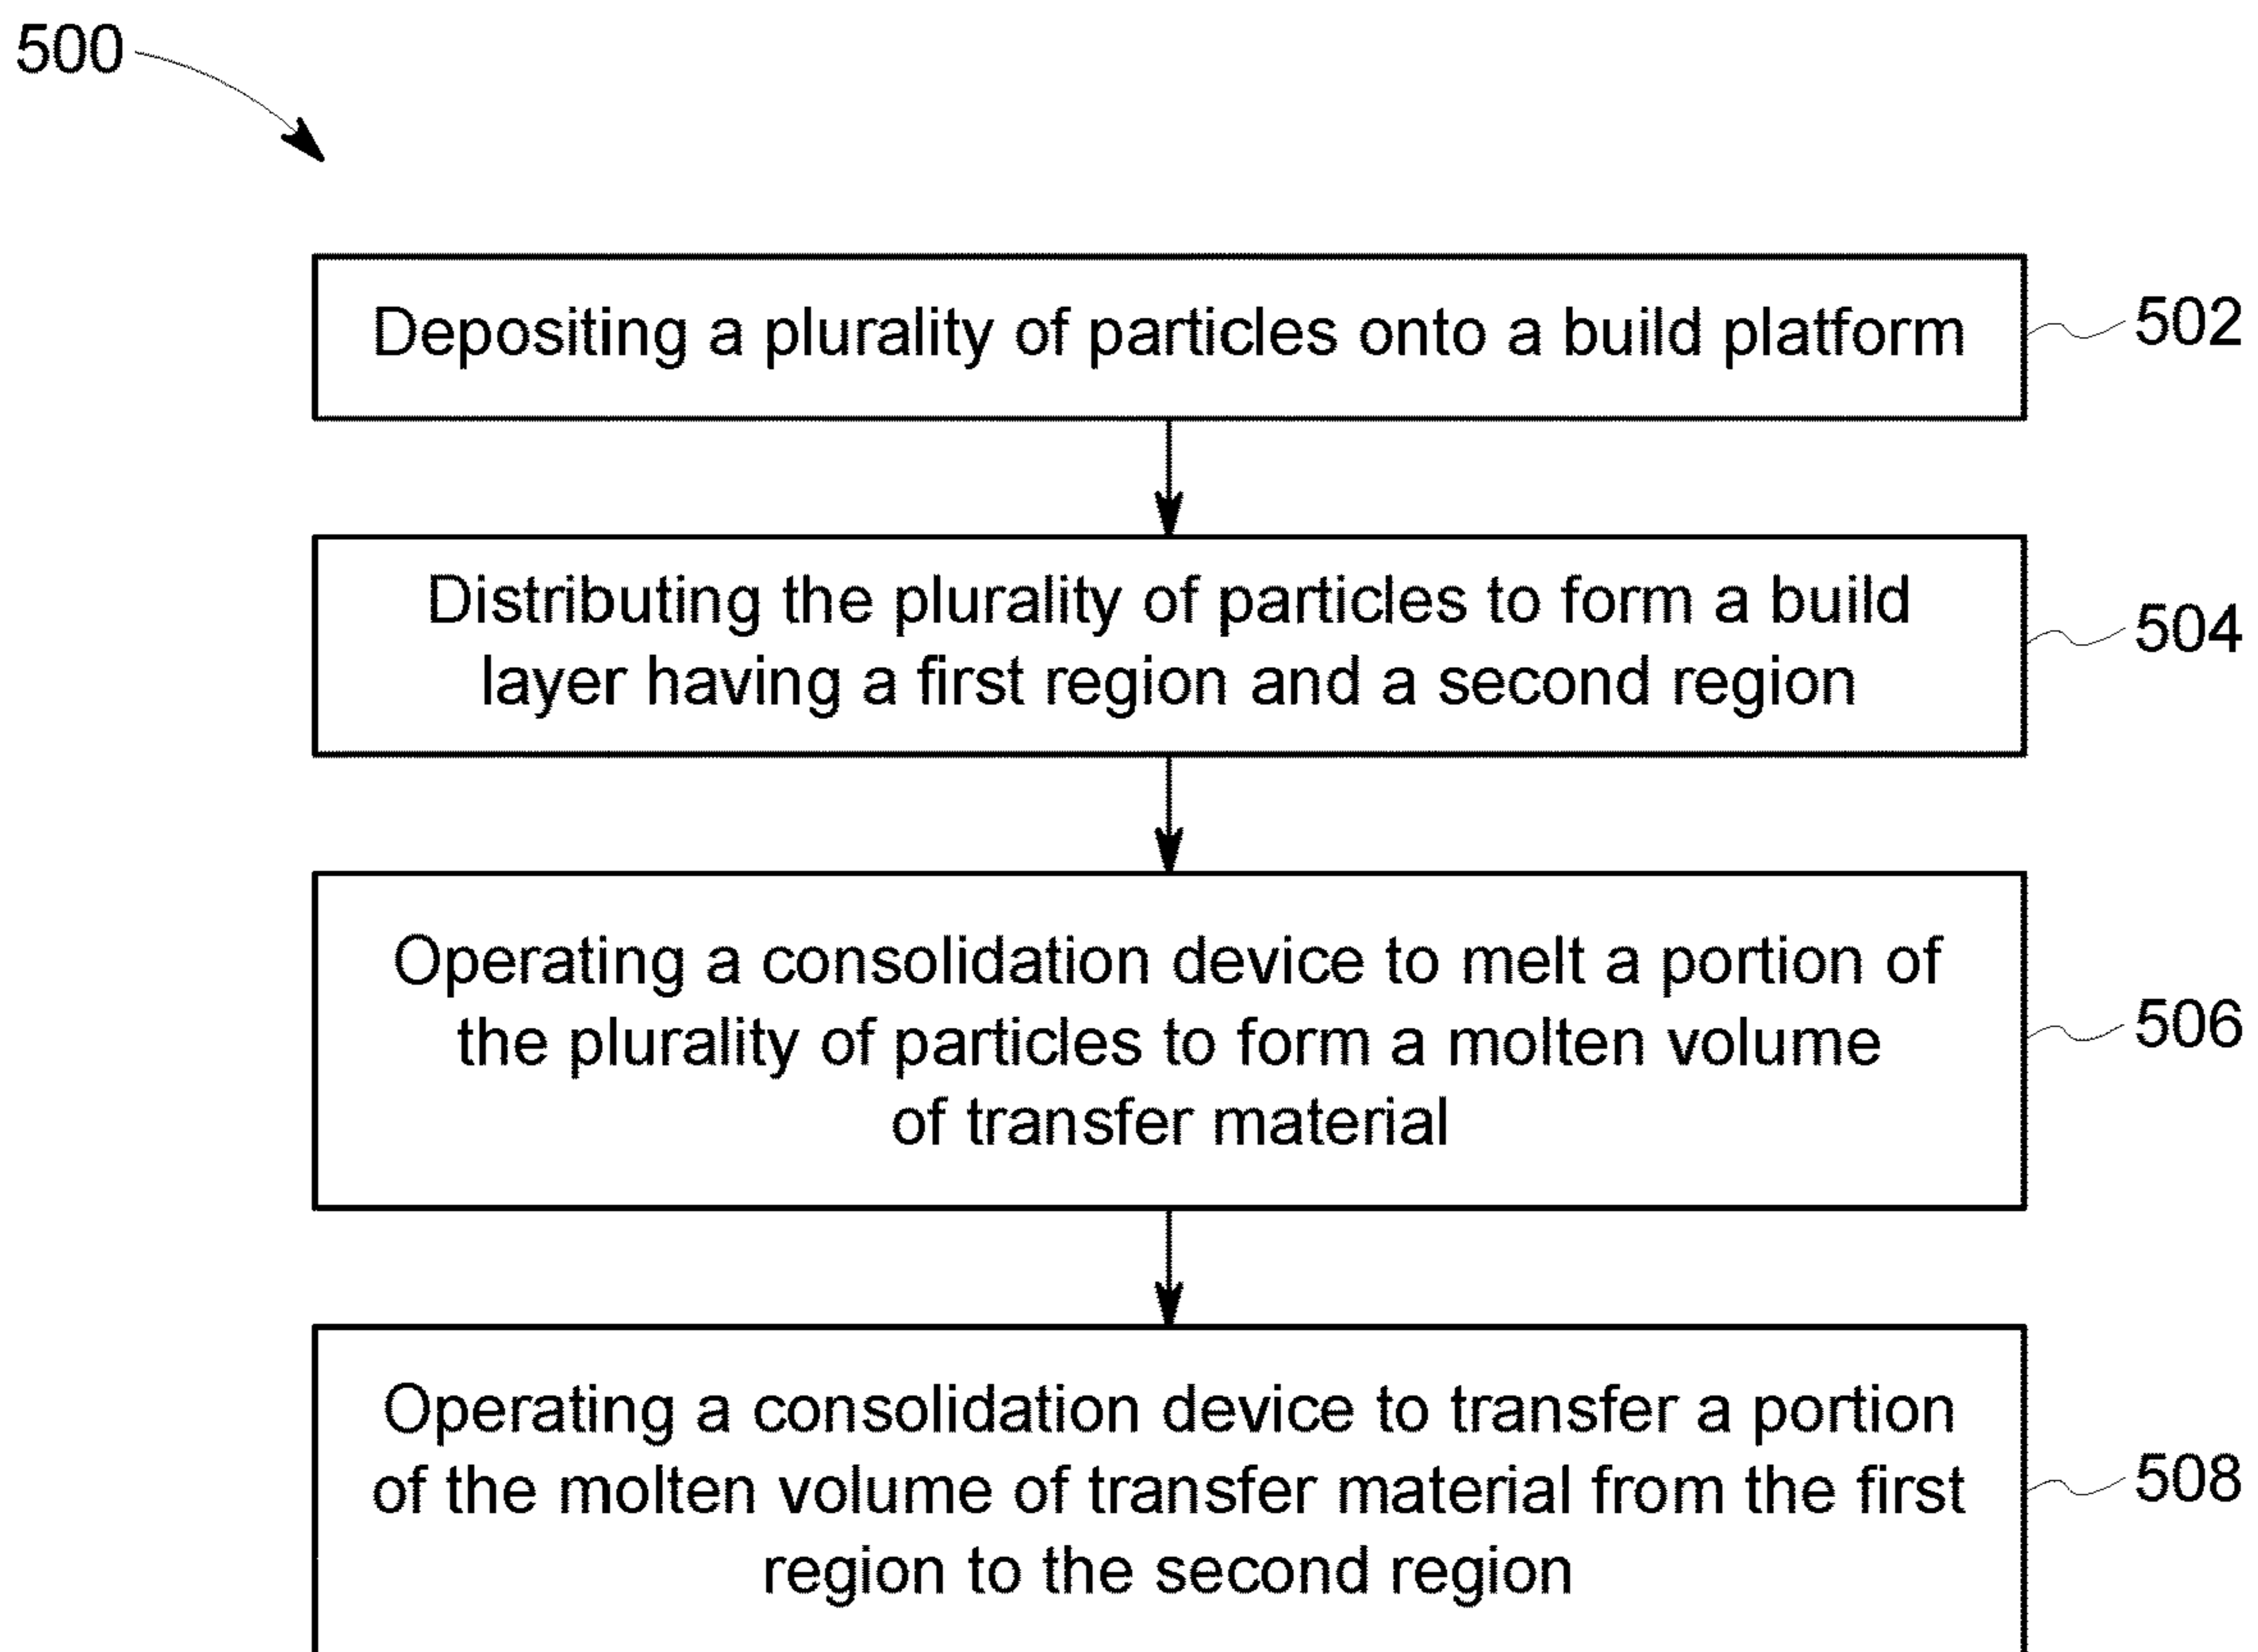 500
Depositing a plurality of particles onto a build platform
502
Distributing the plurality of particles to form a build
layer having a first region and a second region
504
Operating a consolidation device to melt a portion of
the plurality of particles to form a molten volume
of transfer material
506
Operating a consolidation device to transfer a portion
of the molten volume of transfer material from the first
region to the second region
508